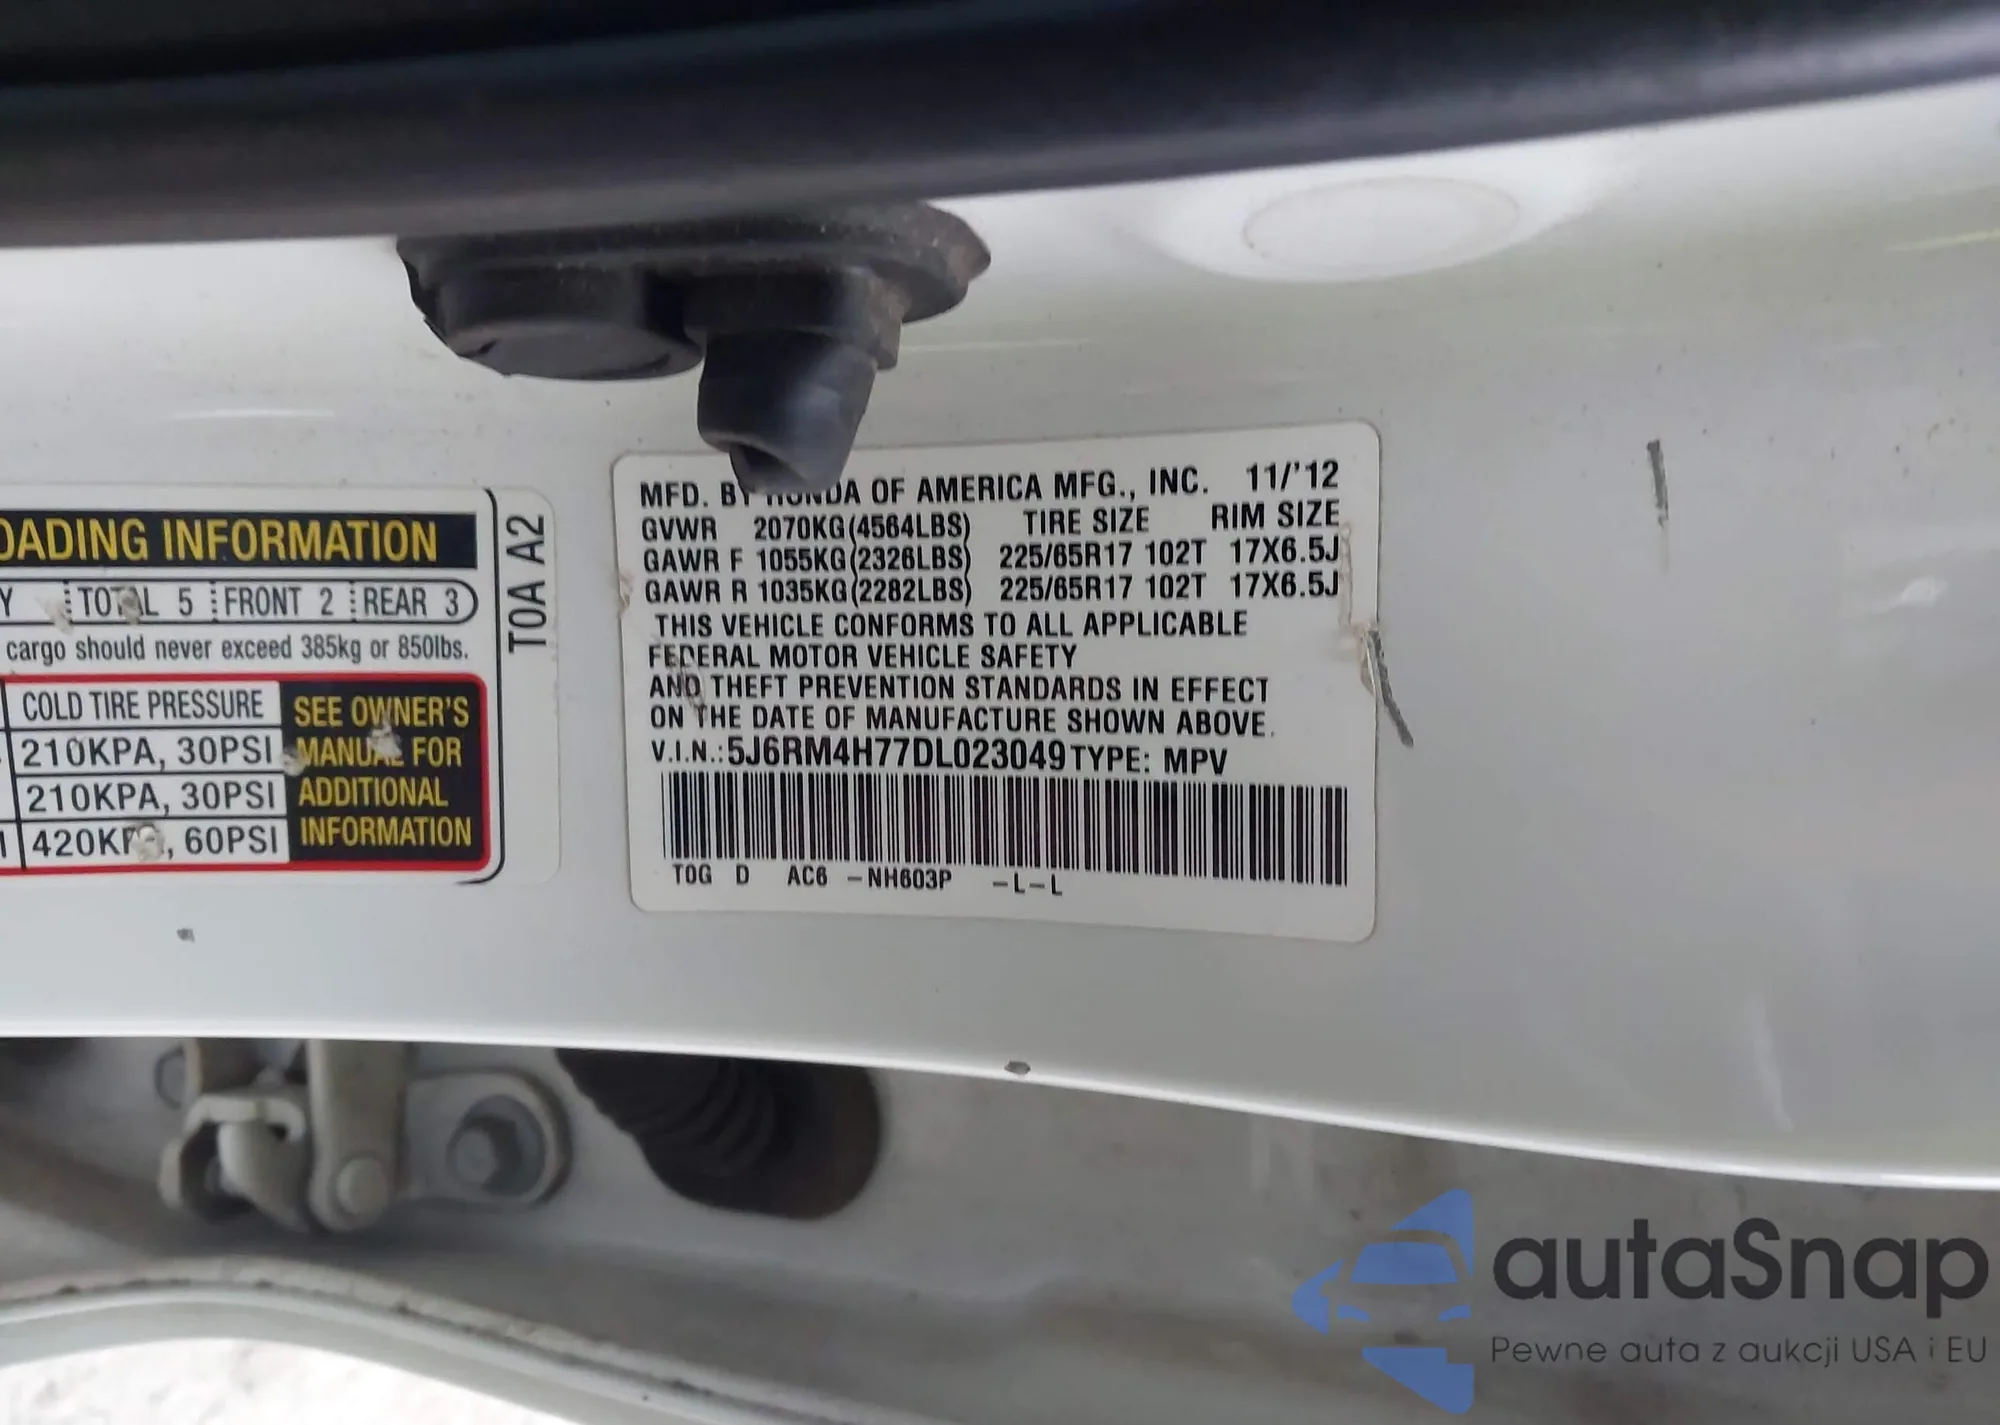 OADING INFORMATION
Y TOTAL 5 FRONT 2 REAR 3
cargo should never exceed 385kg or 850lbs.
COLD TIRE PRESSURE
210KPA, 30PSI
210KPA, 30PSI
420KPA, 60PSI
SEE OWNER'S
MANUAL FOR
ADDITIONAL
INFORMATION
T0A A2
MFD. BY HONDA OF AMERICA MFG., INC. 11/'12
GVWR 2070KG(4564LBS) TIRE SIZE RIM SIZE
GAWR F 1055KG(2326LBS) 225/65R17 102T 17X6.5J
GAWR R 1035KG(2282LBS) 225/65R17 102T 17X6.5J
THIS VEHICLE CONFORMS TO ALL APPLICABLE
FEDERAL MOTOR VEHICLE SAFETY
AND THEFT PREVENTION STANDARDS IN EFFECT
ON THE DATE OF MANUFACTURE SHOWN ABOVE.
V.I.N.:5J6RM4H77DL023049 TYPE: MPV
T0G D AC6 -NH603P -L-L
autaSnap
Pewne auta z aukcji USA i EU